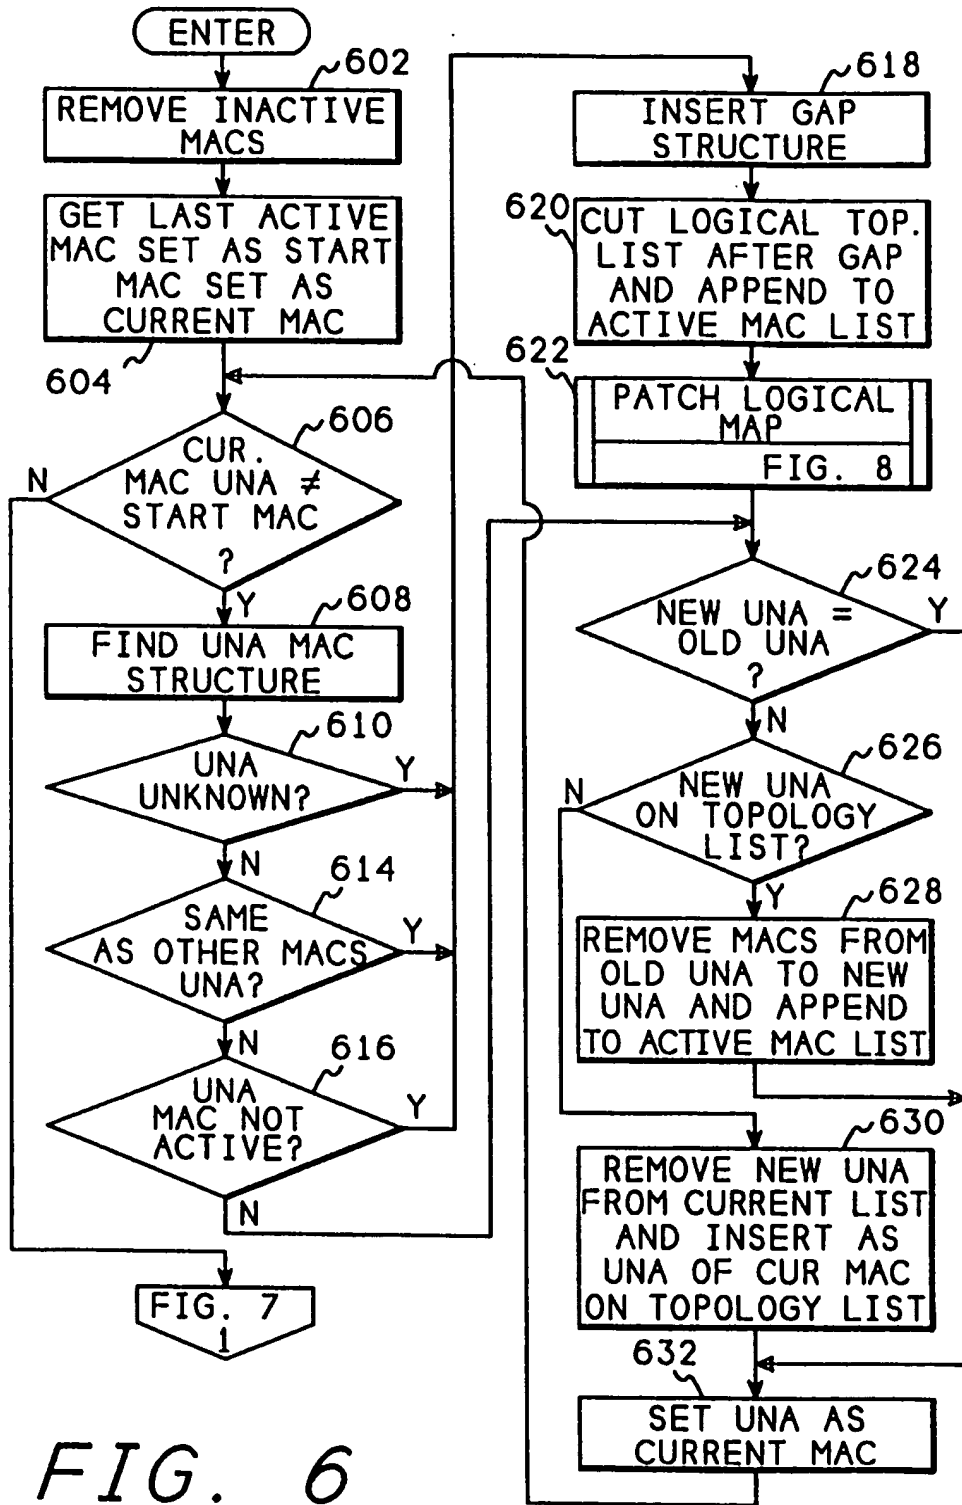 ENTER
602
REMOVE INACTIVE
MACS
GET LAST ACTIVE
MAC SET AS START
MAC SET AS
CURRENT MAC
604
606
CUR.
MAC UNA ≠
START MAC
?
N
Y
608
FIND UNA MAC
STRUCTURE
610
UNA
UNKNOWN?
Y
N
614
SAME
AS OTHER MACS
UNA?
Y
N
616
UNA
MAC NOT
ACTIVE?
Y
N
FIG. 7
1
618
INSERT GAP
STRUCTURE
620
CUT LOGICAL TOP.
LIST AFTER GAP
AND APPEND TO
ACTIVE MAC LIST
622
PATCH LOGICAL
MAP
FIG. 8
624
NEW UNA =
OLD UNA
?
Y
N
626
NEW UNA
ON TOPOLOGY
LIST?
N
Y
628
REMOVE MACS FROM
OLD UNA TO NEW
UNA AND APPEND
TO ACTIVE MAC LIST
630
REMOVE NEW UNA
FROM CURRENT LIST
AND INSERT AS
UNA OF CUR MAC
ON TOPOLOGY LIST
632
SET UNA AS
CURRENT MAC
FIG. 6